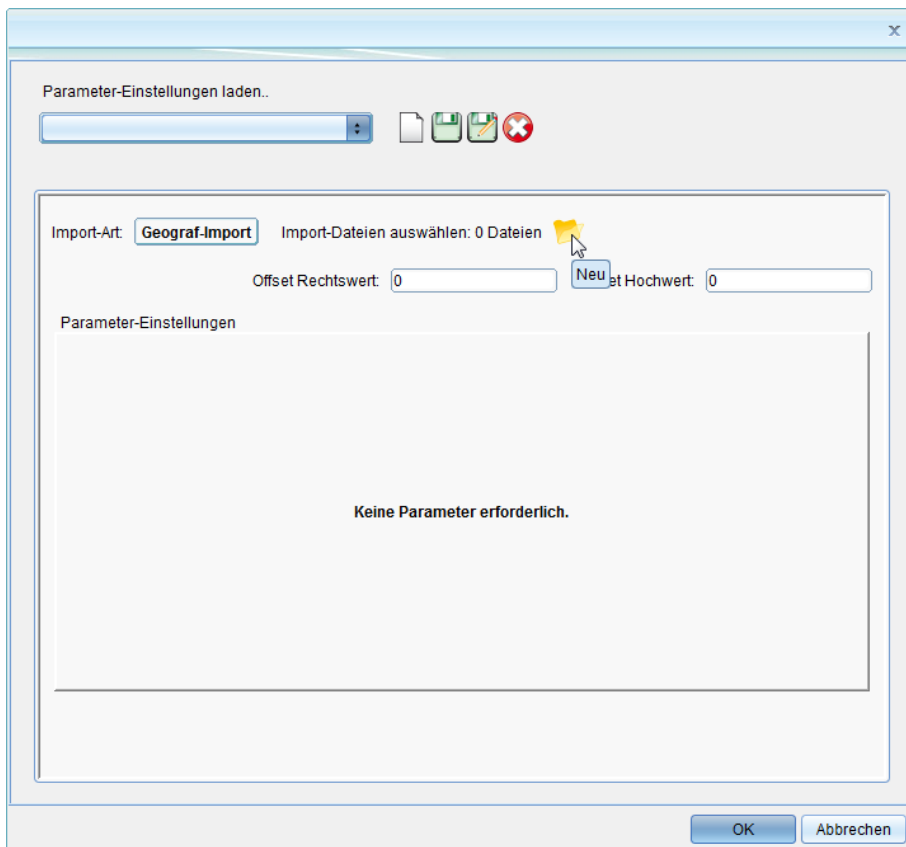 x
Parameter-Einstellungen laden..
Import-Art: Geograf-Import Import-Dateien auswählen: 0 Dateien
Neu
Offset Rechtswert: 0 et Hochwert: 0
Parameter-Einstellungen
Keine Parameter erforderlich.
OK Abbrechen